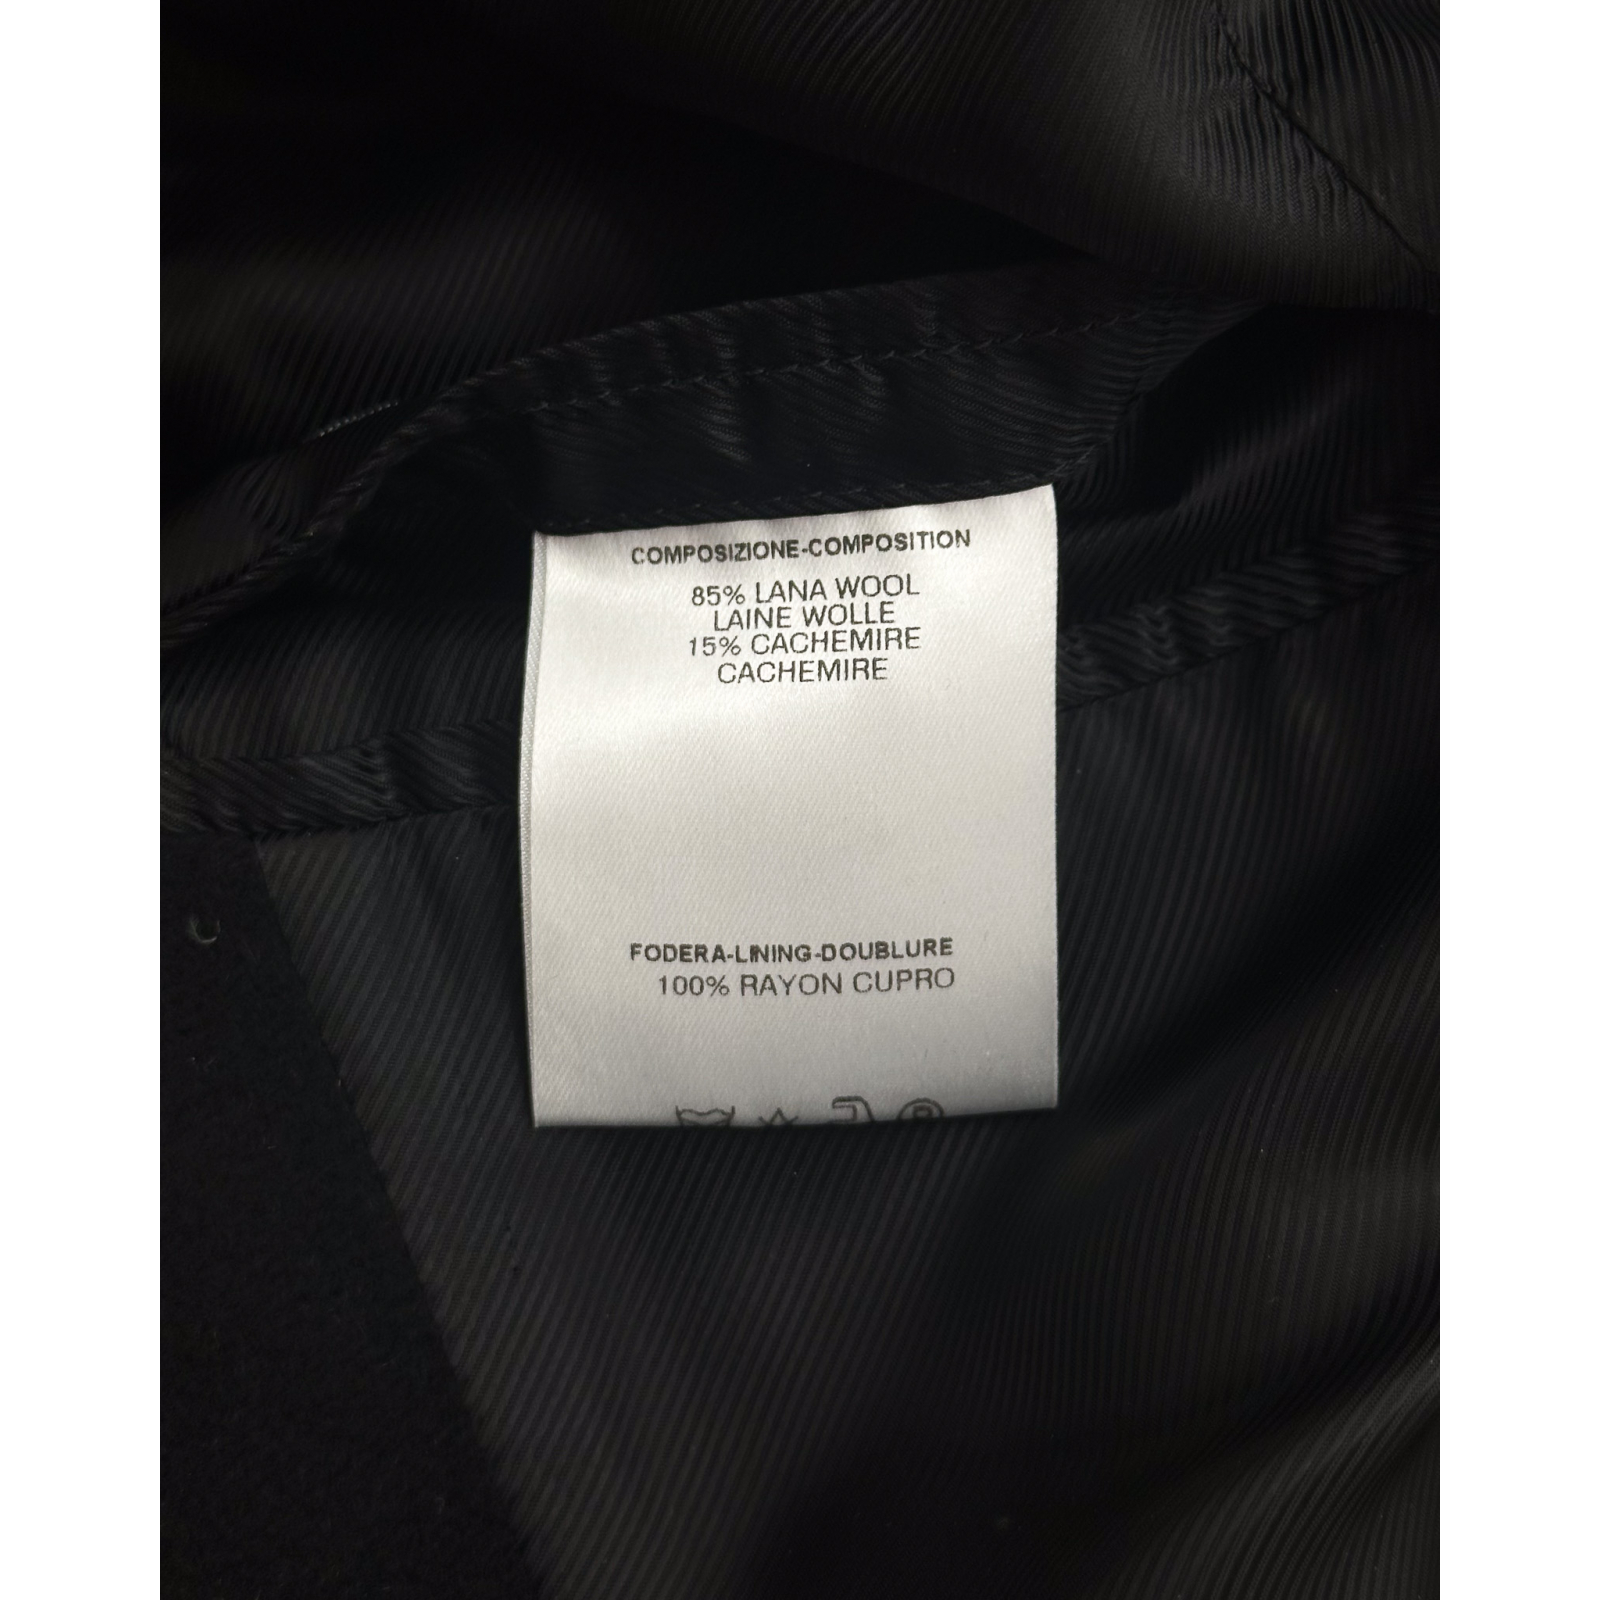 COMPOSIZIONE-COMPOSITION
85% LANA WOOL
LAINE WOLLE
15% CACHEMIRE
CACHEMIRE
FODERA-LINING-DOUBLURE
100% RAYON CUPRO